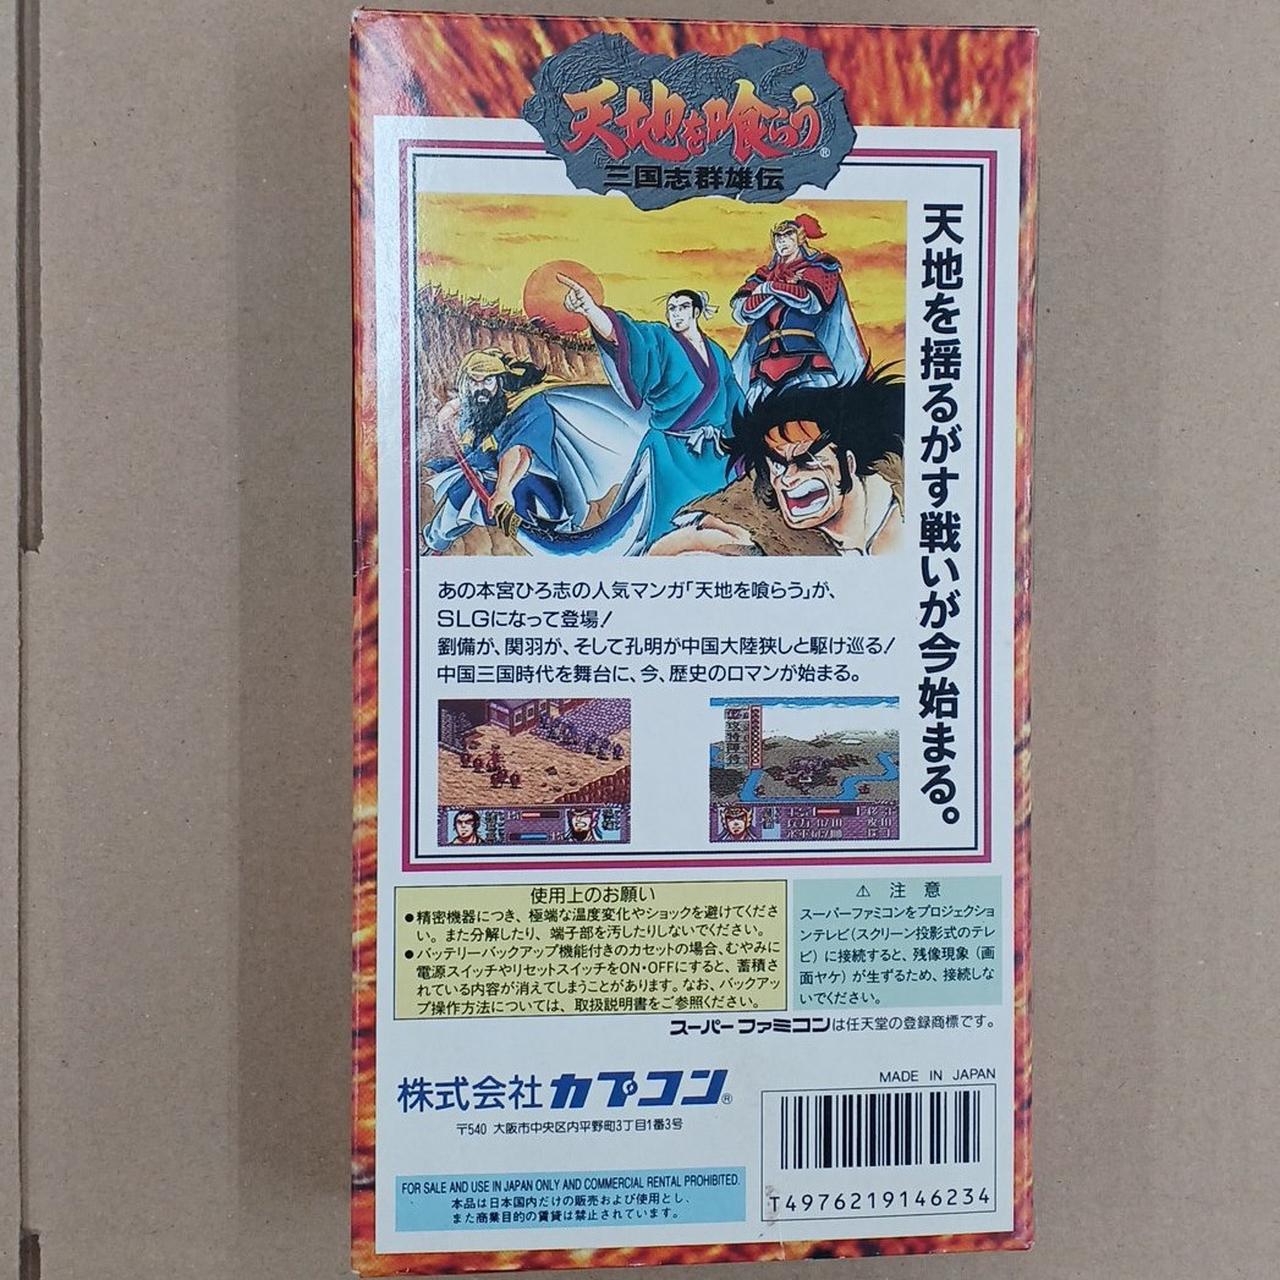 天地を喰らう®
三国志群雄伝
天地を揺るがす戦いが今始まる。
あの本宮ひろ志の人気マンガ「天地を喰らう」が、
SLGになって登場!
劉備が、関羽が、そして孔明が中国大陸狭しと駆け巡る!
中国三国時代を舞台に、今、歴史のロマンが始まる。
使用上のお願い
●精密機器につき、極端な温度変化やショックを避けてくださ
い。また分解したり、端子部を汚したりしないでください。
●バッテリーバックアップ機能付きのカセットの場合、むやみに
電源スイッチやリセットスイッチをON・OFFにすると、蓄積さ
れている内容が消えてしまうことがあります。なお、バックアッ
プ操作方法については、取扱説明書をご参照ください。
⚠ 注意
スーパーファミコンをプロジェクショ
ンテレビ(スクリーン投影式のテレ
ビ)に接続すると、残像現象(画
面ヤケ)が生ずるため、接続しな
いでください。
スーパーファミコンは任天堂の登録商標です。
株式会社カプコン®
〒540 大阪市中央区内平野町3丁目1番3号
MADE IN JAPAN
FOR SALE AND USE IN JAPAN ONLY AND COMMERCIAL RENTAL PROHIBITED.
本品は日本国内だけの販売および使用とし、
また商業目的の賃貸は禁止されています。
T4976219146234